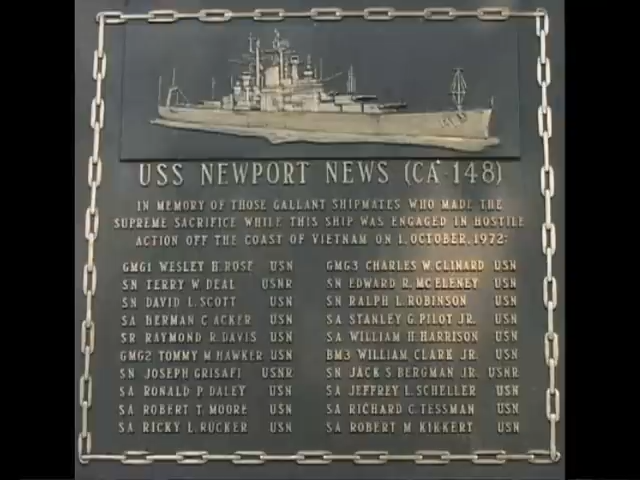 USS NEWPORT NEWS (CA-148)
IN MEMORY OF THOSE GALLANT SHIPMATES WHO MADE THE
SUPREME SACRIFICE WHILE THIS SHIP WAS ENGAGED IN HOSTILE
ACTION OFF THE COAST OF VIETNAM ON 1, OCTOBER, 1972:
GMG1 WESLEY H. ROSE USN
SN TERRY W. DEAL USNR
SN DAVID L. SCOTT USN
SA HERMAN C ACKER USN
SR RAYMOND R. DAVIS USN
GMG2 TOMMY M. HAWKER USN
SN JOSEPH GRISAFI USNR
SA RONALD P. DALEY USN
SA ROBERT T. MOORE USN
SA RICKY L. RUCKER USN
GMG3 CHARLES W. CLINARD USN
SN EDWARD R. MCELENEY USN
SN RALPH L. ROBINSON USN
SA STANLEY G. PILOT JR. USN
SA WILLIAM H. HARRISON USN
BM3 WILLIAM, CLARK JR. USN
SN JACK S. BERGMAN JR. USNR
SA JEFFREY L. SCHELLER USN
SA RICHARD C. TESSMAN USN
SA ROBERT M. KIKKERT USN